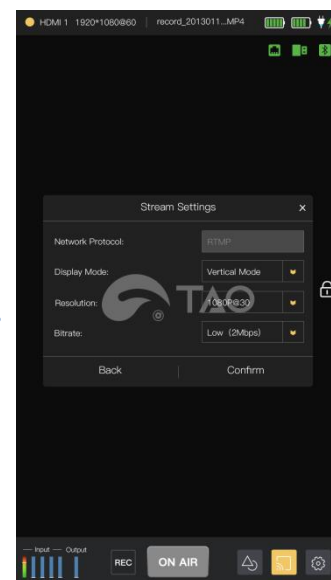 HDMI 1 1920*1080@60 | record_2013011...MP4
Stream Settings ×
Network Protocol: RTMP
Display Mode: Vertical Mode
Resolution: 1080P@30
TAO
Bitrate: Low (2Mbps)
Back | Confirm
Input Output
REC ON AIR